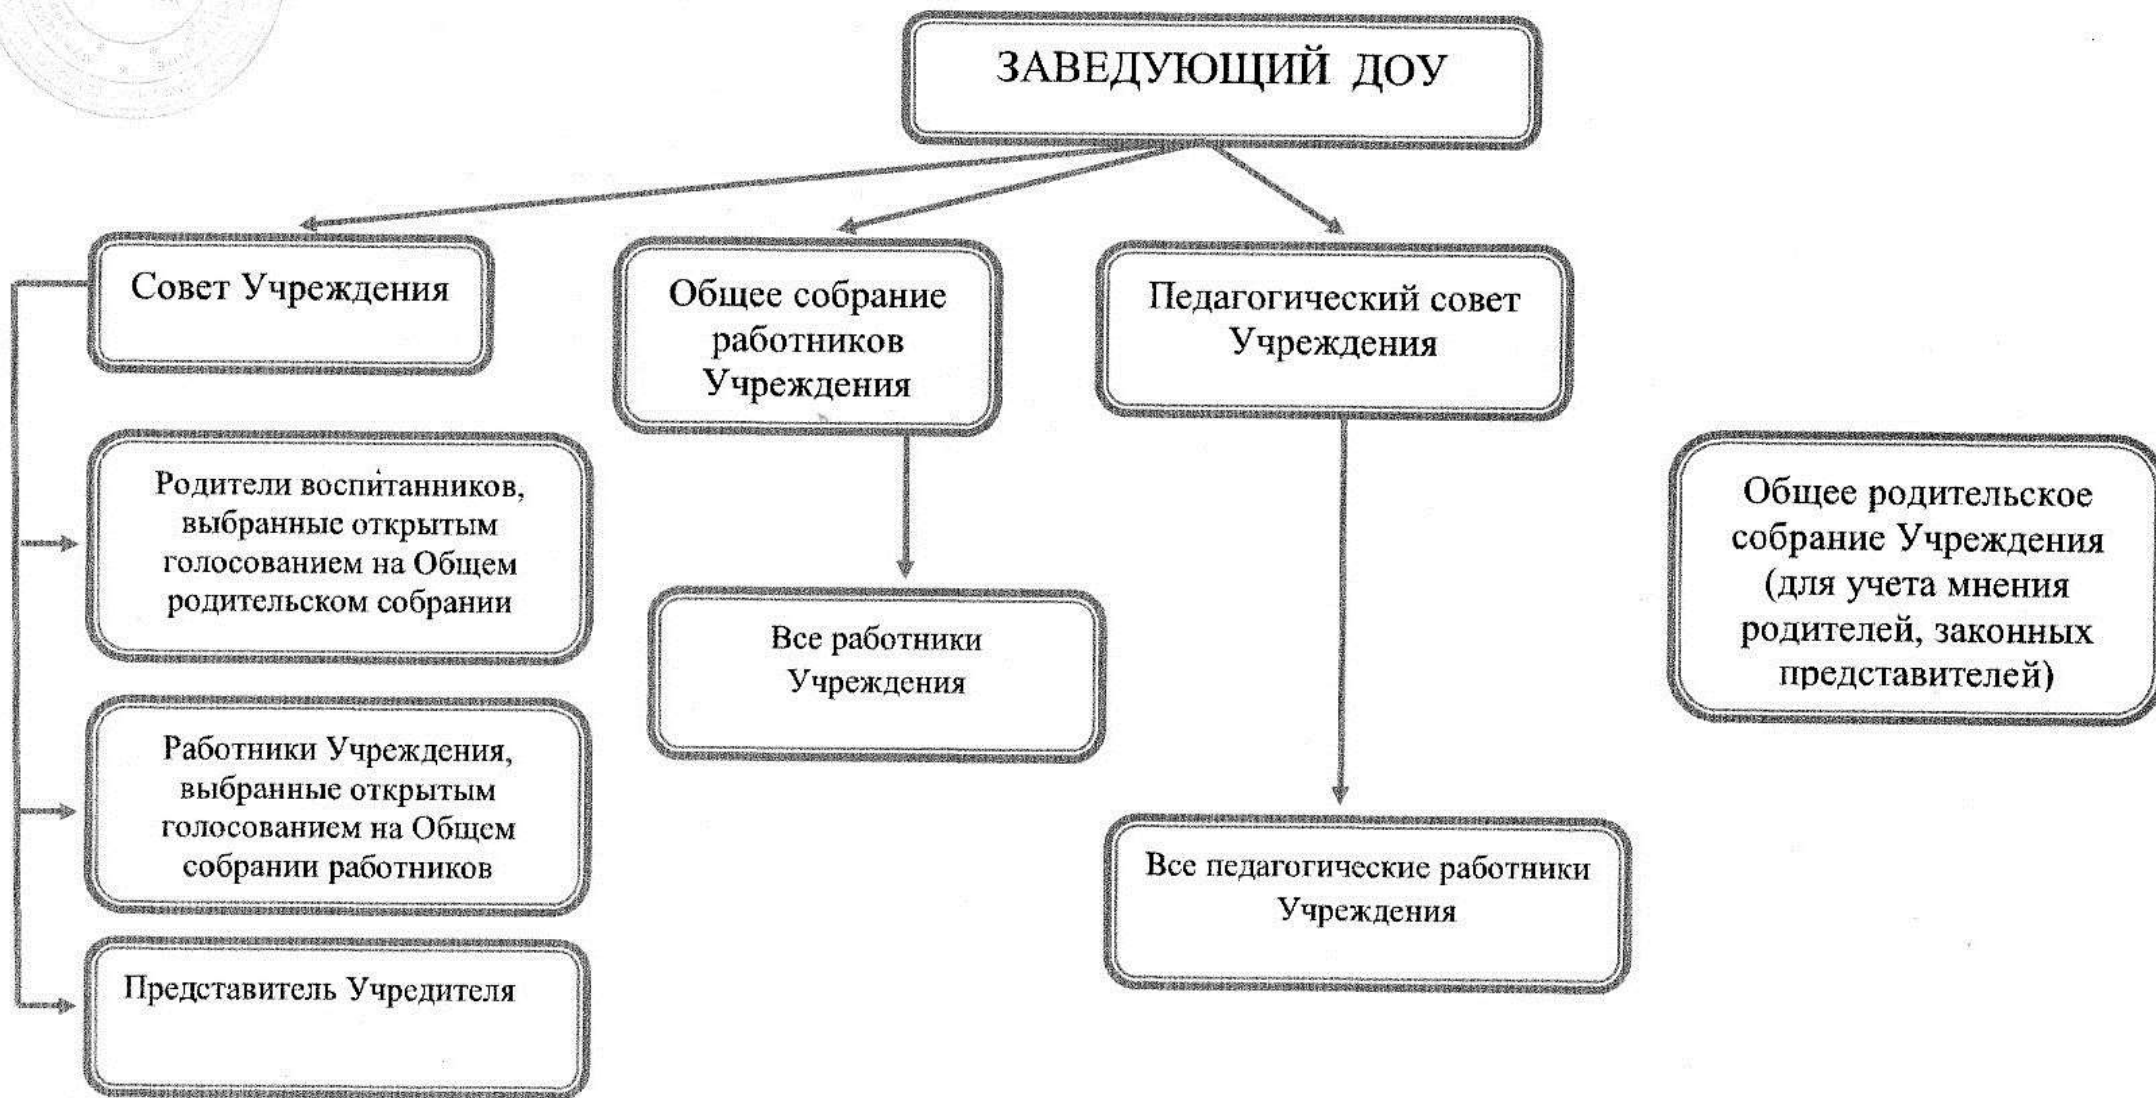 ЗАВЕДУЮЩИЙ ДОУ
Совет Учреждения
Общее собрание
работников
Учреждения
Педагогический совет
Учреждения
Родители воспитанников,
выбранные открытым
голосованием на Общем
родительском собрании
Все работники
Учреждения
Общее родительское
собрание Учреждения
(для учета мнения
родителей, законных
представителей)
Работники Учреждения,
выбранные открытым
голосованием на Общем
собрании работников
Все педагогические работники
Учреждения
Представитель Учредителя